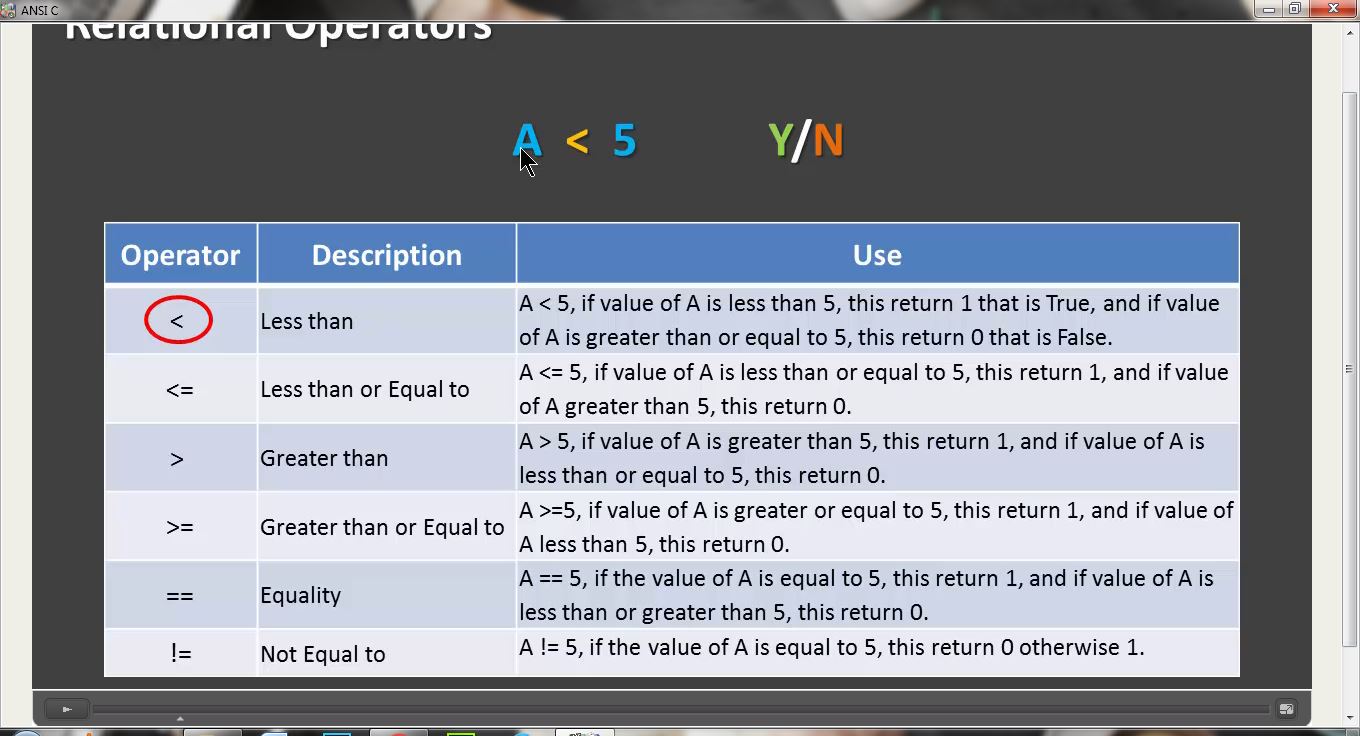 ANSI C
Relational Operators
A < 5 Y/N
Operator Description Use
< Less than A < 5, if value of A is less than 5, this return 1 that is True, and if value
of A is greater than or equal to 5, this return 0 that is False.
<= Less than or Equal to A <= 5, if value of A is less than or equal to 5, this return 1, and if value
of A greater than 5, this return 0.
> Greater than A > 5, if value of A is greater than 5, this return 1, and if value of A is
less than or equal to 5, this return 0.
>= Greater than or Equal to A >=5, if value of A is greater or equal to 5, this return 1, and if value of
A less than 5, this return 0.
== Equality A == 5, if the value of A is equal to 5, this return 1, and if value of A is
less than or greater than 5, this return 0.
!= Not Equal to A != 5, if the value of A is equal to 5, this return 0 otherwise 1.